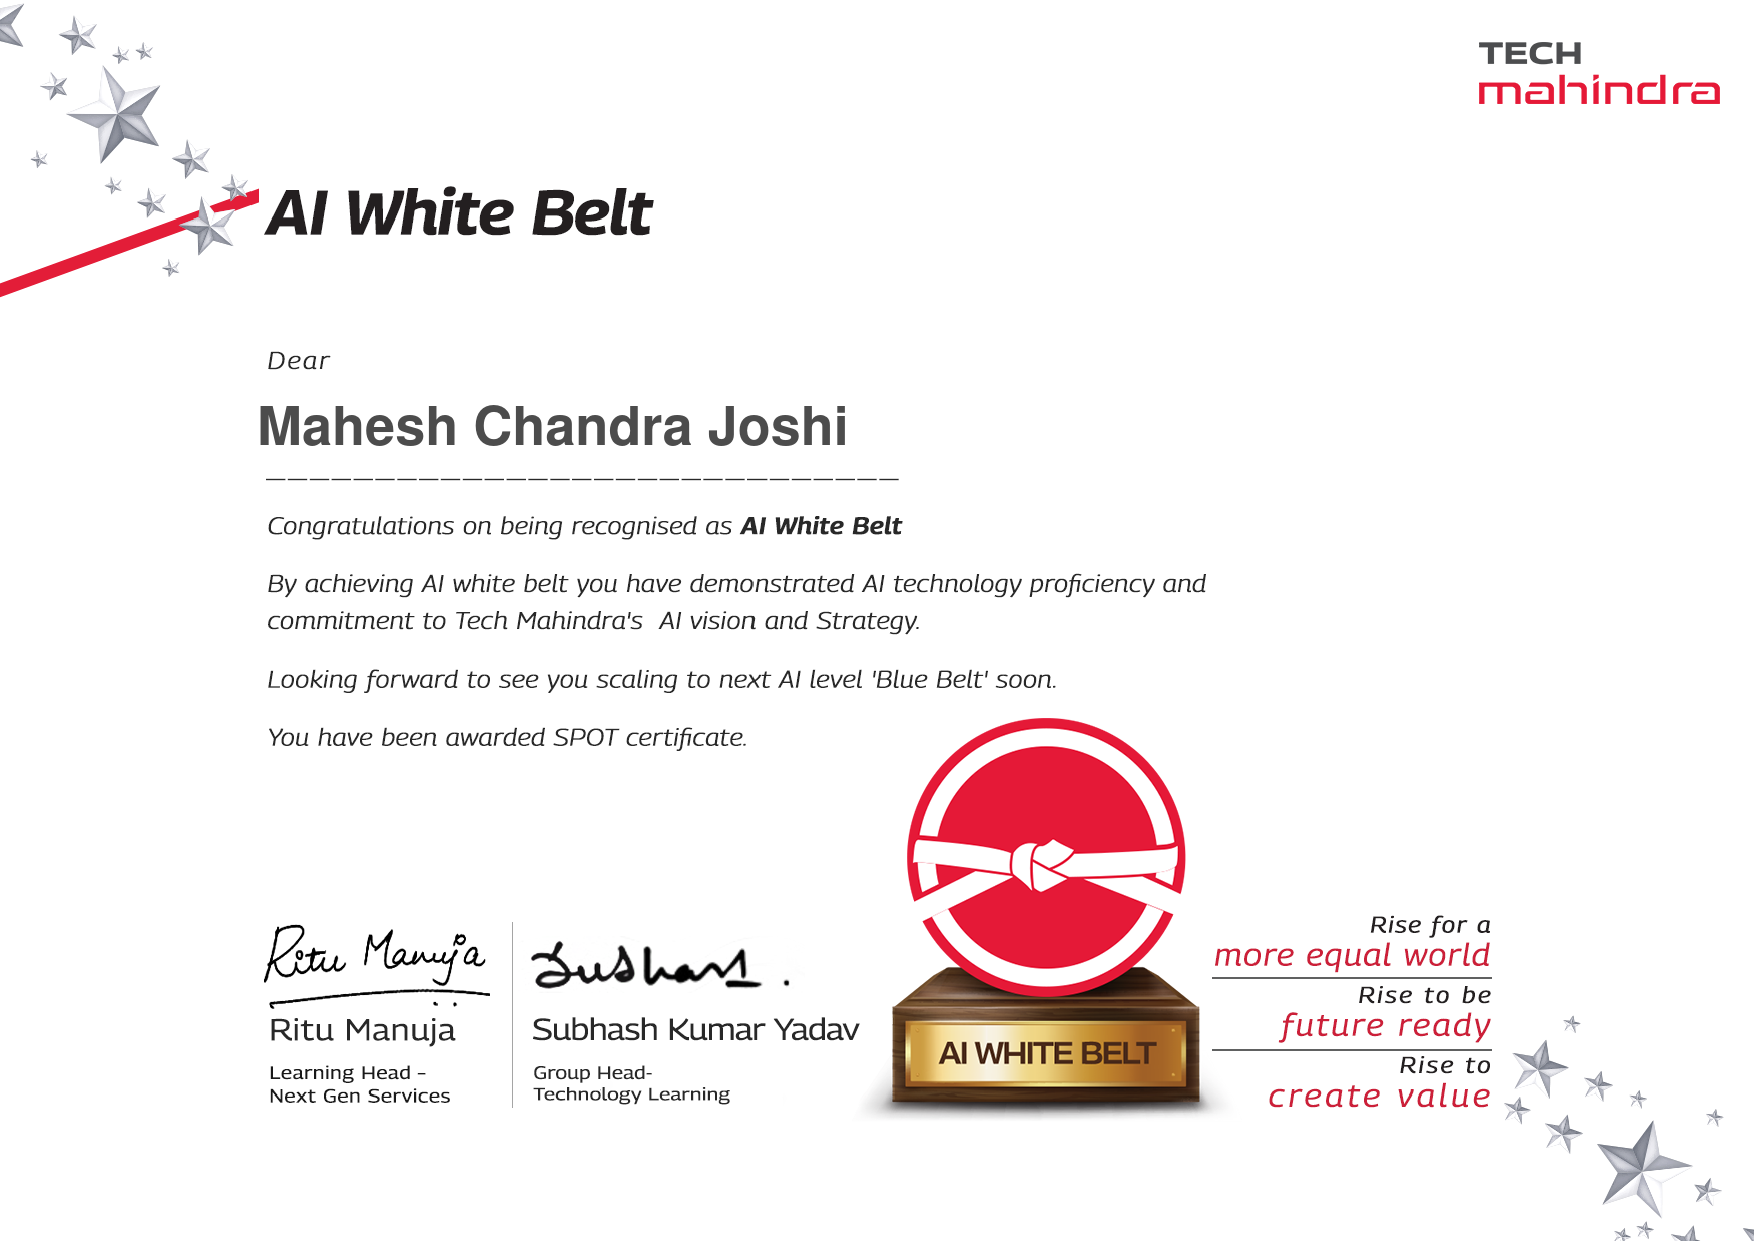 TECH
mahindra
AI White Belt
Dear
Mahesh Chandra Joshi
Congratulations on being recognised as AI White Belt
By achieving AI white belt you have demonstrated AI technology proficiency and
commitment to Tech Mahindra's AI vision and Strategy.
Looking forward to see you scaling to next AI level 'Blue Belt' soon.
You have been awarded SPOT certificate.
Ritu Manuja
Ritu Manuja
Learning Head –
Next Gen Services
Subhash
Subhash Kumar Yadav
Group Head-
Technology Learning
AI WHITE BELT
Rise for a
more equal world
Rise to be
future ready
Rise to
create value